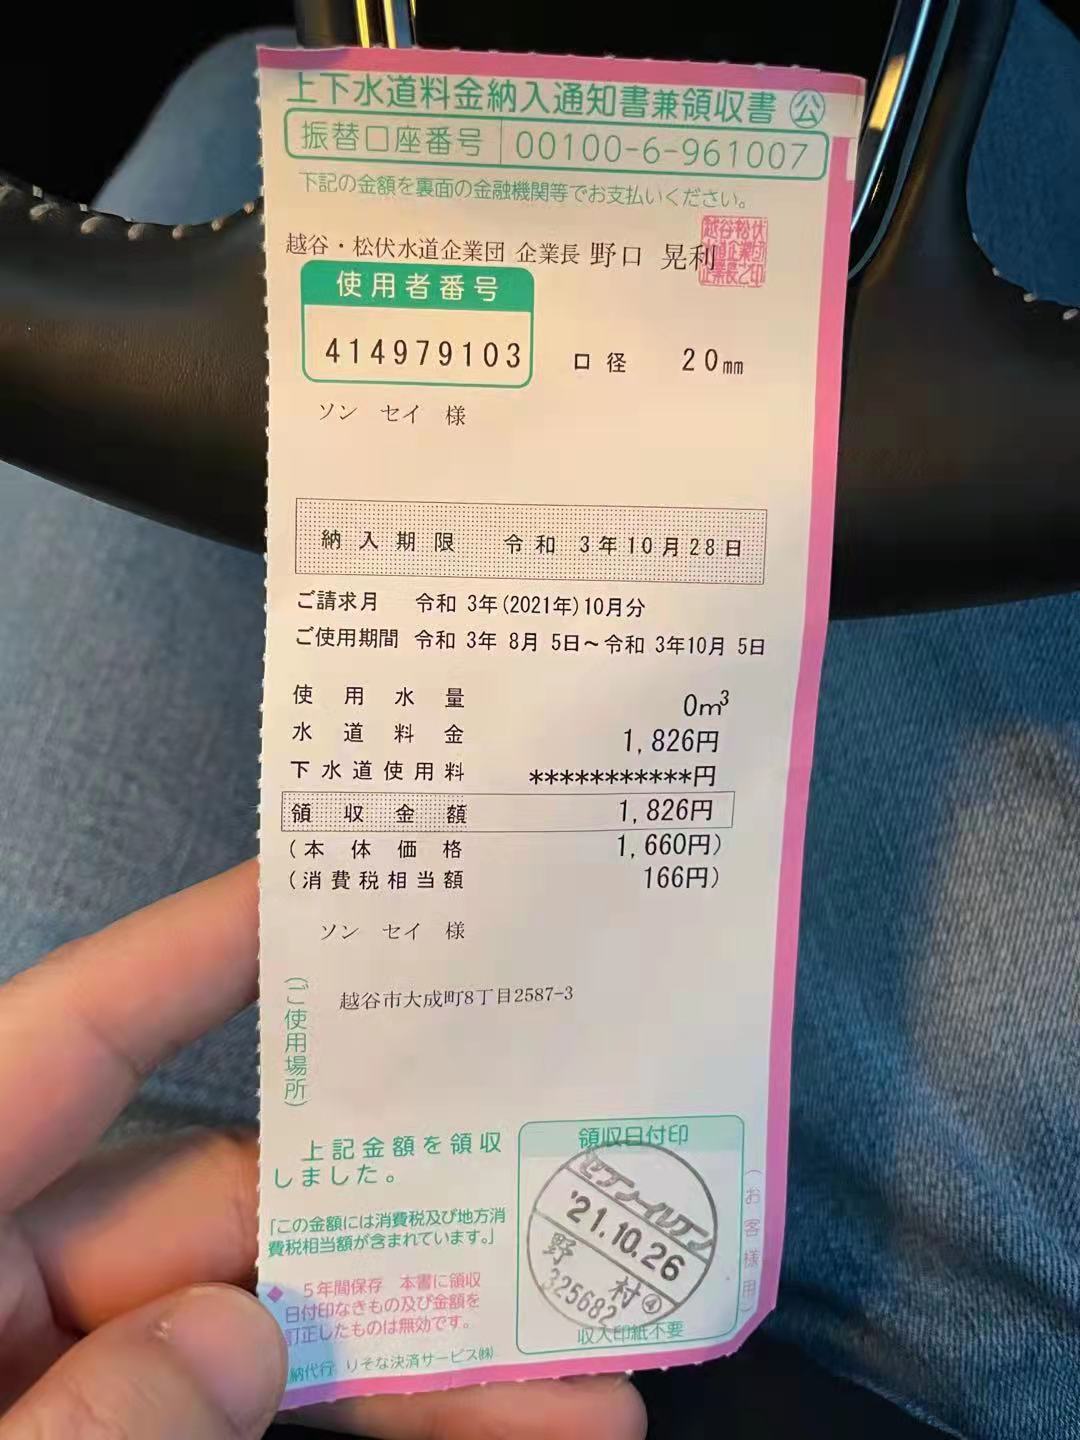 上下水道料金納入通知書兼領収書 公
振替口座番号 00100-6-961007
下記の金額を裏面の金融機関等でお支払いください。
越谷・松伏水道企業団 企業長 野口 晃利
越谷松伏水道企業団企業長之印
使用者番号
414979103 口径 20mm
ソン セイ 様
納入期限 令和 3年10月28日
ご請求月 令和 3年(2021年)10月分
ご使用期間 令和 3年 8月 5日~令和 3年10月 5日
使用水量 0m³
水道料金 1,826円
下水道使用料 ***********円
領収金額 1,826円
(本体価格 1,660円)
(消費税相当額 166円)
ソン セイ 様
(ご使用場所)
越谷市大成町8丁目2587-3
上記金額を領収
しました。
「この金額には消費税及び地方消
費税相当額が含まれています。」
◆ 5年間保存 本書に領収
日付印なきもの及び金額を
訂正したものは無効です。
納代行 りそな決済サービス㈱
領収日付印
セブン-イレブン
'21.10.26
野村④
325682
収入印紙不要
(お客様用)